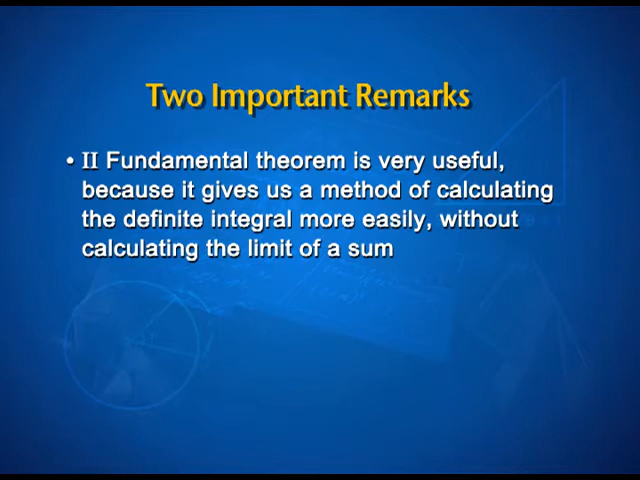 Two Important Remarks
• II Fundamental theorem is very useful,
because it gives us a method of calculating
the definite integral more easily, without
calculating the limit of a sum